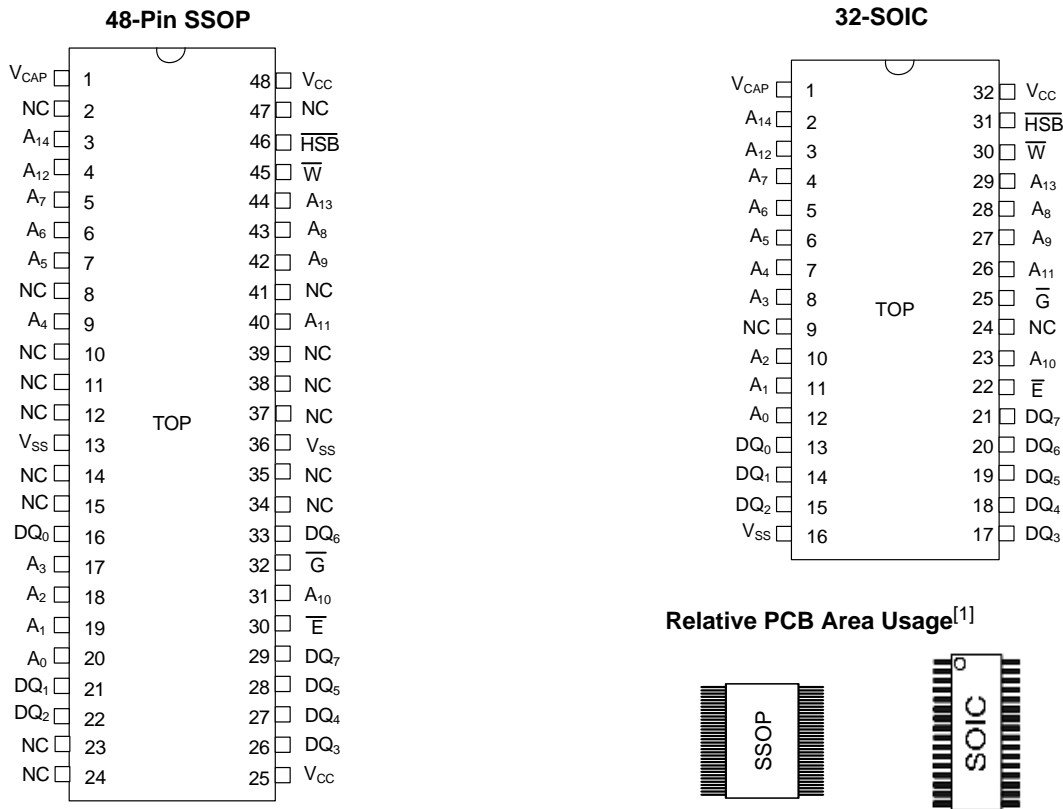 48-Pin SSOP
V_CAP 1 48 V_CC
NC 2 47 NC
A14 3 46 HSB
A12 4 45 W
A7 5 44 A13
A6 6 43 A8
A5 7 42 A9
NC 8 41 NC
A4 9 40 A11
NC 10 39 NC
NC 11 38 NC
NC 12 37 NC
TOP
VSS 13 36 VSS
NC 14 35 NC
NC 15 34 NC
DQ0 16 33 DQ6
A3 17 32 G
A2 18 31 A10
A1 19 30 E
A0 20 29 DQ7
DQ1 21 28 DQ5
DQ2 22 27 DQ4
NC 23 26 DQ3
NC 24 25 VCC
32-SOIC
VCAP 1 32 VCC
A14 2 31 HSB
A12 3 30 W
A7 4 29 A13
A6 5 28 A8
A5 6 27 A9
A4 7 26 A11
A3 8 25 G
TOP
NC 9 24 NC
A2 10 23 A10
A1 11 22 E
A0 12 21 DQ7
DQ0 13 20 DQ6
DQ1 14 19 DQ5
DQ2 15 18 DQ4
VSS 16 17 DQ3
Relative PCB Area Usage[1]
SSOP
SOIC